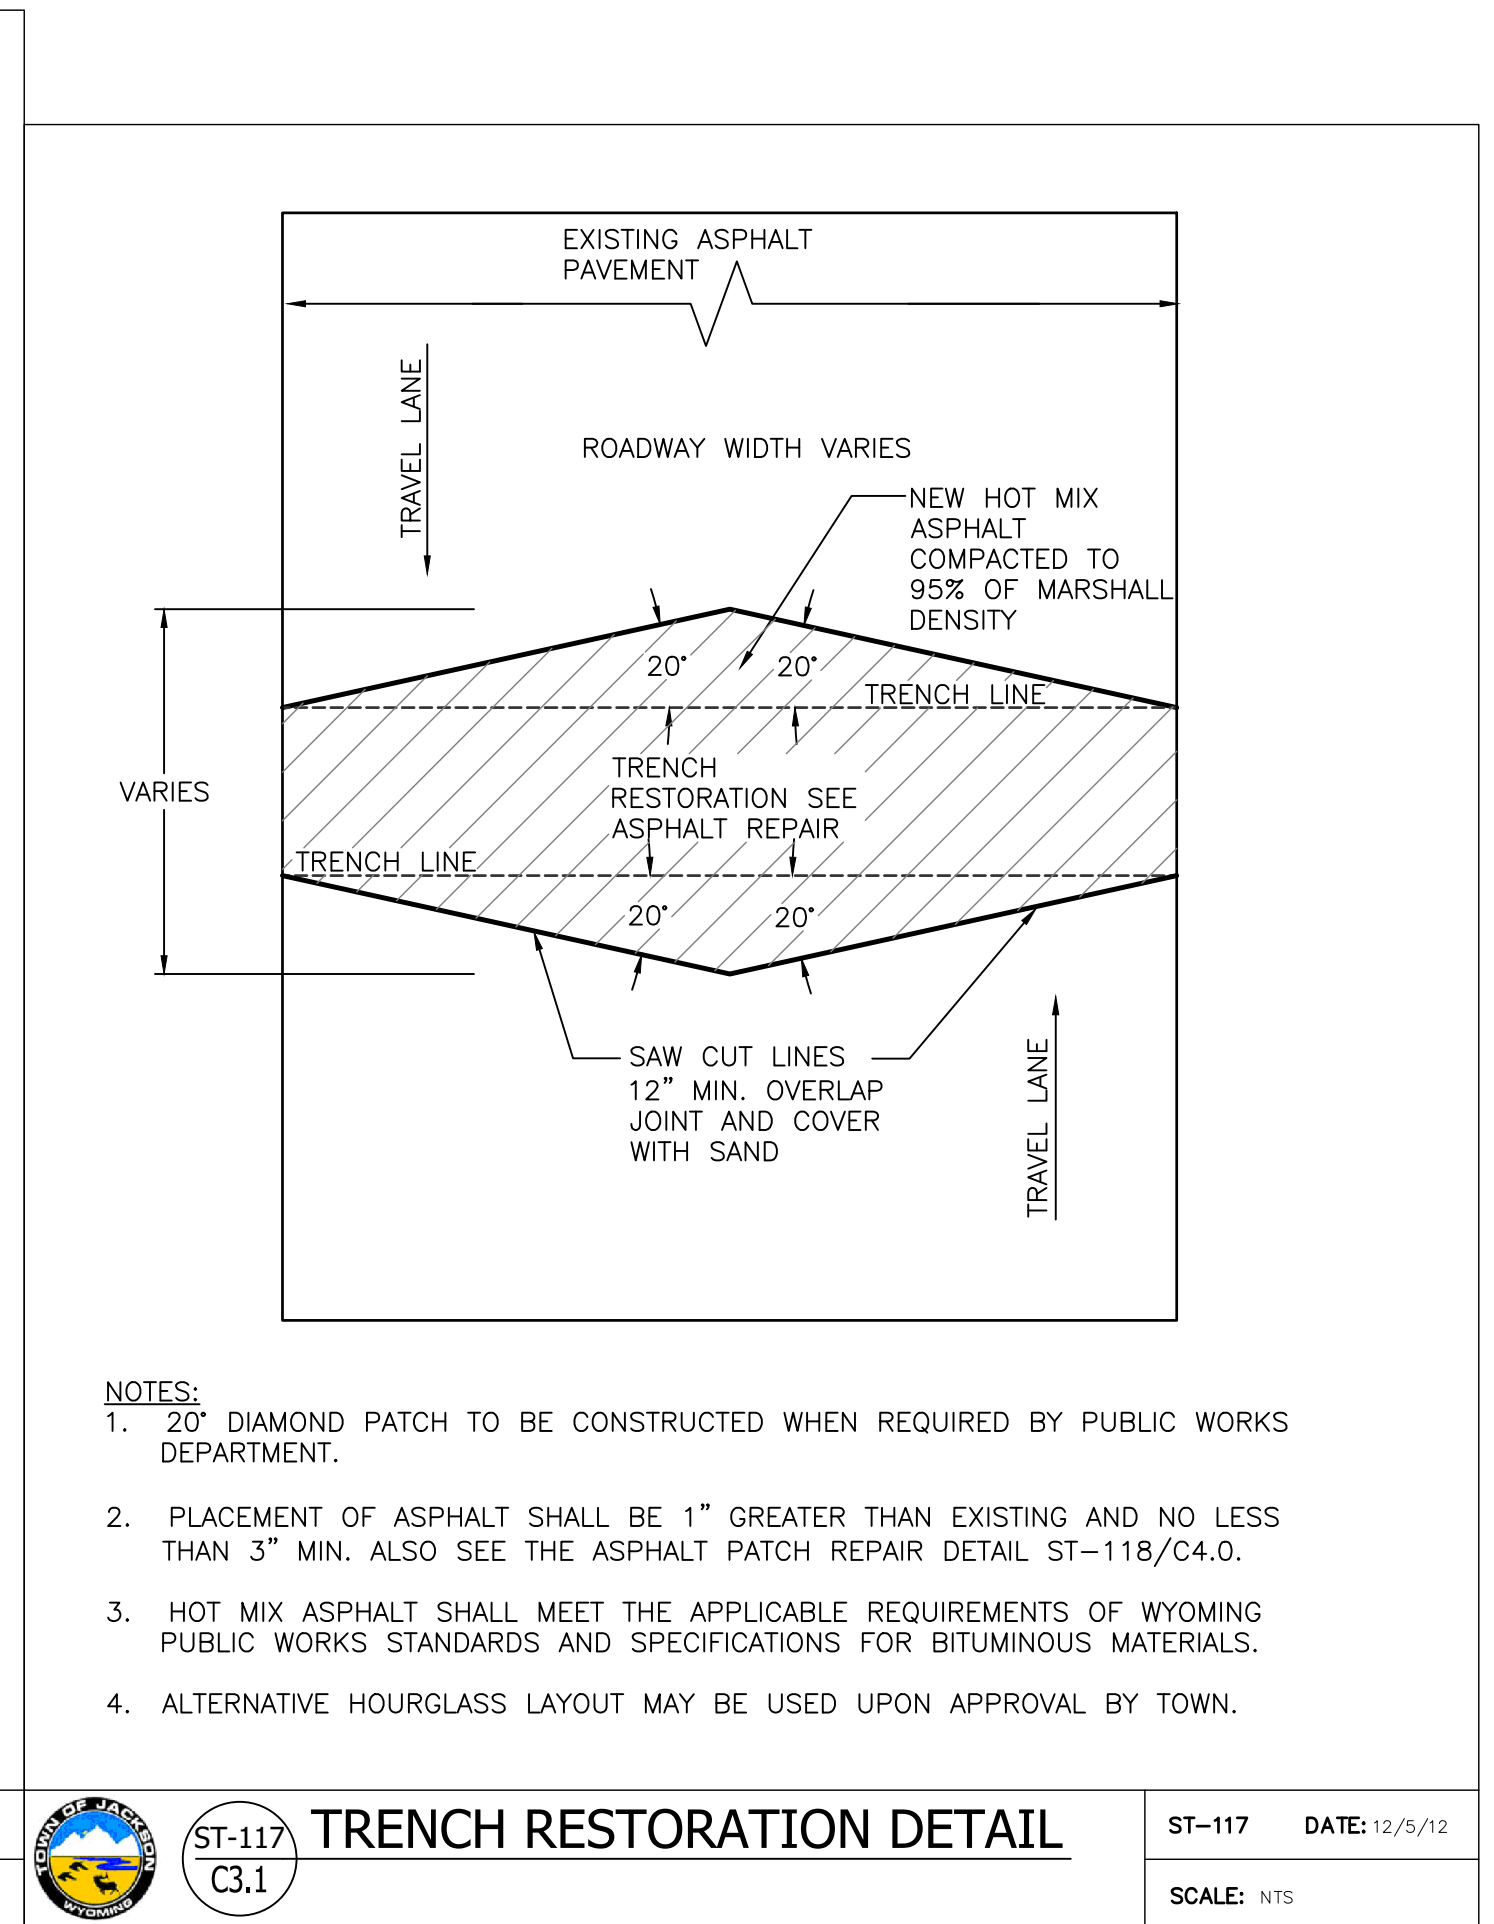 EXISTING ASPHALT
PAVEMENT
TRAVEL LANE
ROADWAY WIDTH VARIES
NEW HOT MIX
ASPHALT
COMPACTED TO
95% OF MARSHALL
DENSITY
20° 20°
TRENCH LINE
VARIES
TRENCH
RESTORATION SEE
ASPHALT REPAIR
TRENCH LINE
20° 20°
SAW CUT LINES
12” MIN. OVERLAP
JOINT AND COVER
WITH SAND
TRAVEL LANE
NOTES:
1. 20° DIAMOND PATCH TO BE CONSTRUCTED WHEN REQUIRED BY PUBLIC WORKS
DEPARTMENT.
2. PLACEMENT OF ASPHALT SHALL BE 1” GREATER THAN EXISTING AND NO LESS
THAN 3” MIN. ALSO SEE THE ASPHALT PATCH REPAIR DETAIL ST-118/C4.0.
3. HOT MIX ASPHALT SHALL MEET THE APPLICABLE REQUIREMENTS OF WYOMING
PUBLIC WORKS STANDARDS AND SPECIFICATIONS FOR BITUMINOUS MATERIALS.
4. ALTERNATIVE HOURGLASS LAYOUT MAY BE USED UPON APPROVAL BY TOWN.
TOWN OF JACKSON
WYOMING
ST-117
C3.1
TRENCH RESTORATION DETAIL
ST-117 DATE: 12/5/12
SCALE: NTS